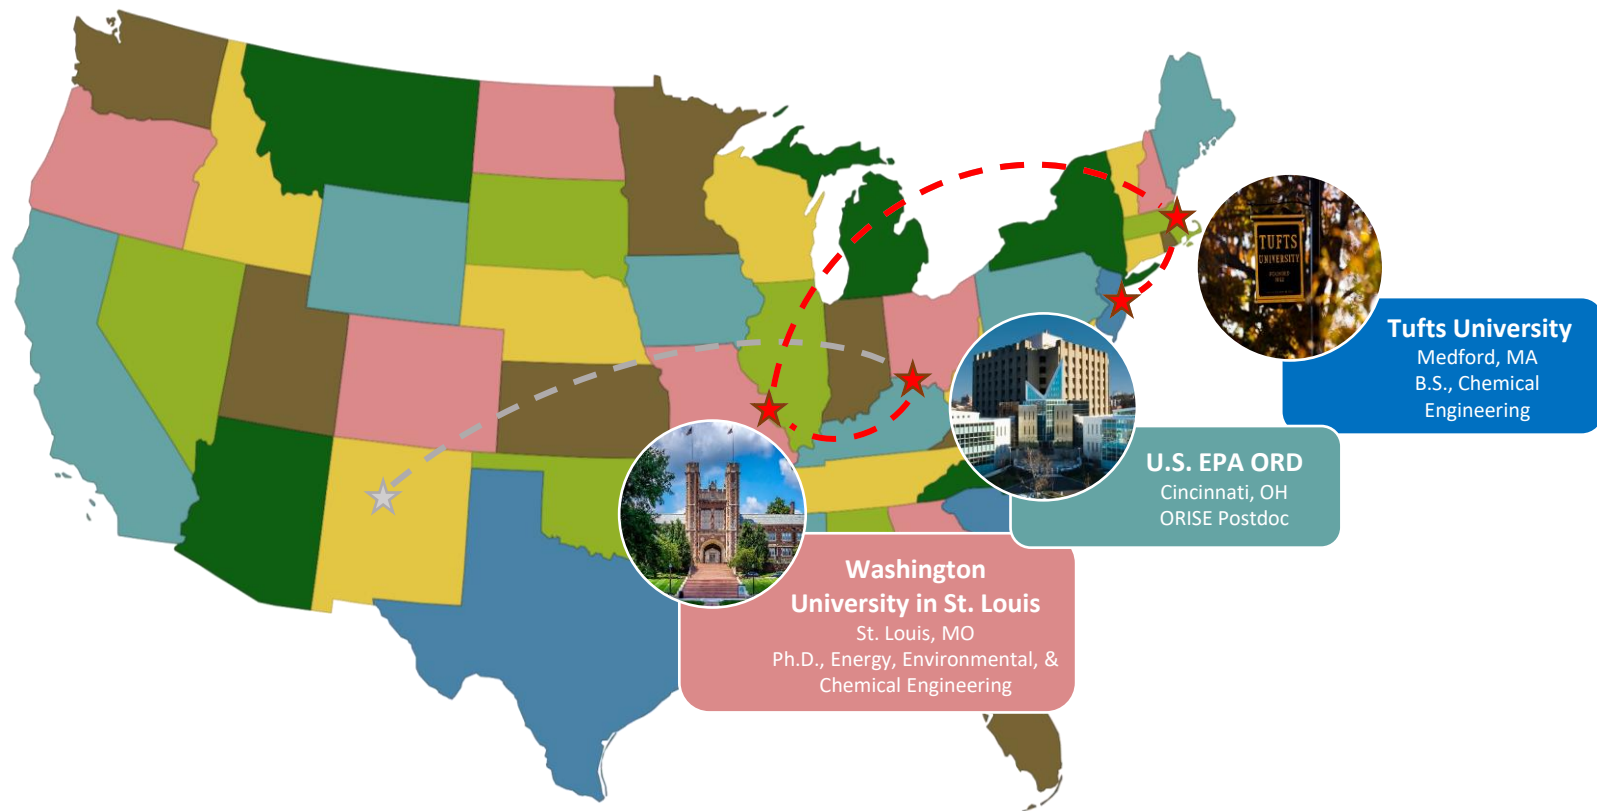 TUFTS
UNIVERSITY
Tufts University
Medford, MA
B.S., Chemical
Engineering
U.S. EPA ORD
Cincinnati, OH
ORISE Postdoc
Washington
University in St. Louis
St. Louis, MO
Ph.D., Energy, Environmental, &
Chemical Engineering